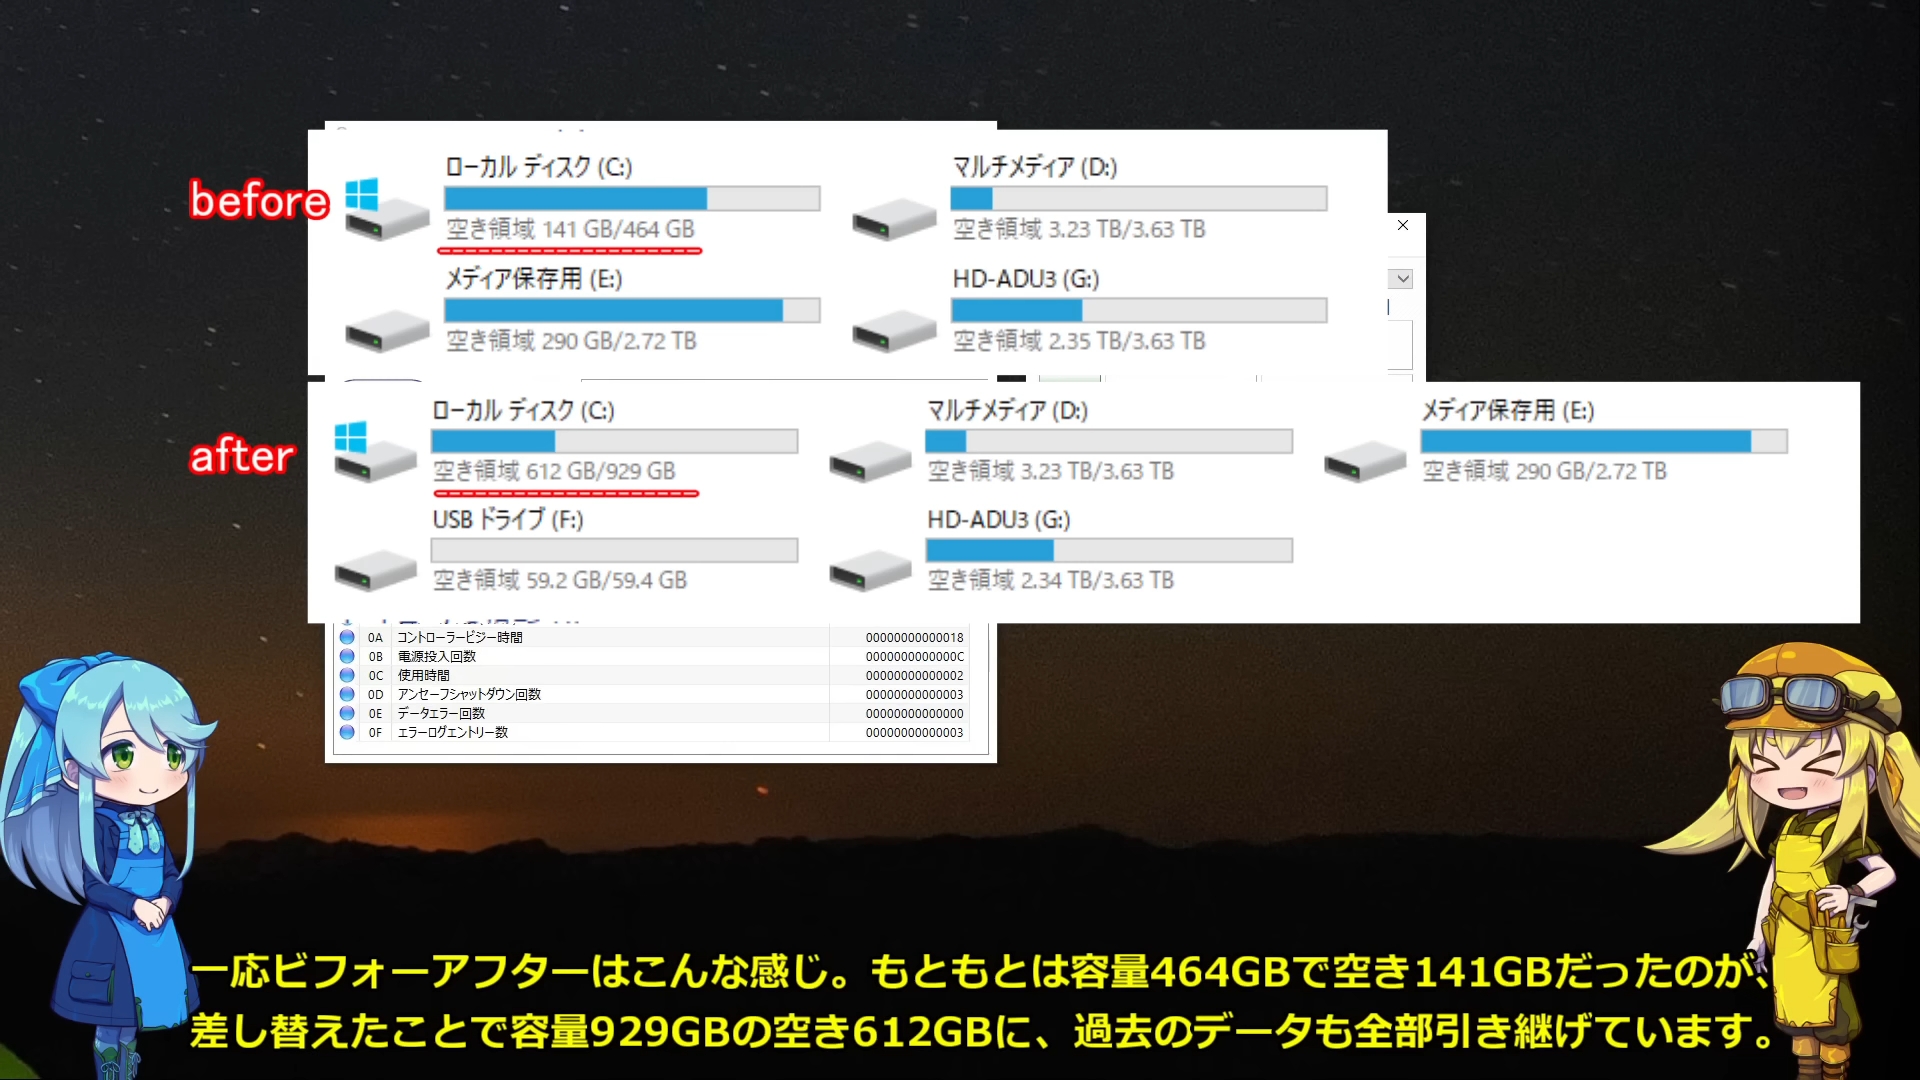 before
ローカル ディスク (C:)
空き領域 141 GB/464 GB
マルチメディア (D:)
空き領域 3.23 TB/3.63 TB
メディア保存用 (E:)
空き領域 290 GB/2.72 TB
HD-ADU3 (G:)
空き領域 2.35 TB/3.63 TB
after
ローカル ディスク (C:)
空き領域 612 GB/929 GB
マルチメディア (D:)
空き領域 3.23 TB/3.63 TB
メディア保存用 (E:)
空き領域 290 GB/2.72 TB
USB ドライブ (F:)
空き領域 59.2 GB/59.4 GB
HD-ADU3 (G:)
空き領域 2.34 TB/3.63 TB
0A コントローラービジー時間 00000000000018
0B 電源投入回数 0000000000000C
0C 使用時間 00000000000002
0D アンセーフシャットダウン回数 00000000000003
0E データエラー回数 00000000000000
0F エラーログエントリー数 00000000000003
一応ビフォーアフターはこんな感じ。もともとは容量464GBで空き141GBだったのが、
差し替えたことで容量929GBの空き612GBに、過去のデータも全部引き継げています。